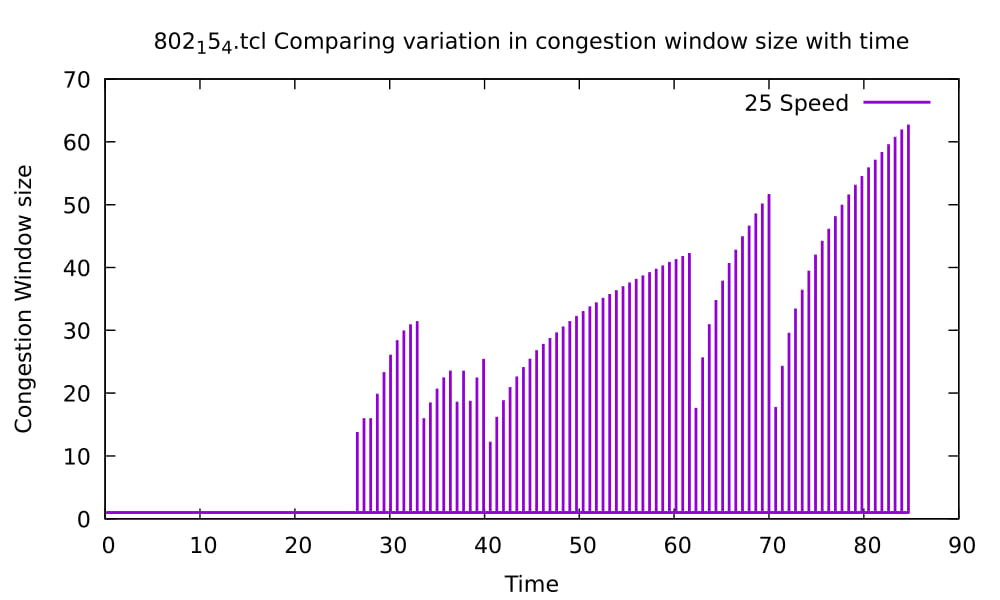 802₁5₄.tcl Comparing variation in congestion window size with time
25 Speed
Congestion Window size
70
60
50
40
30
20
10
0
0 10 20 30 40 50 60 70 80 90
Time